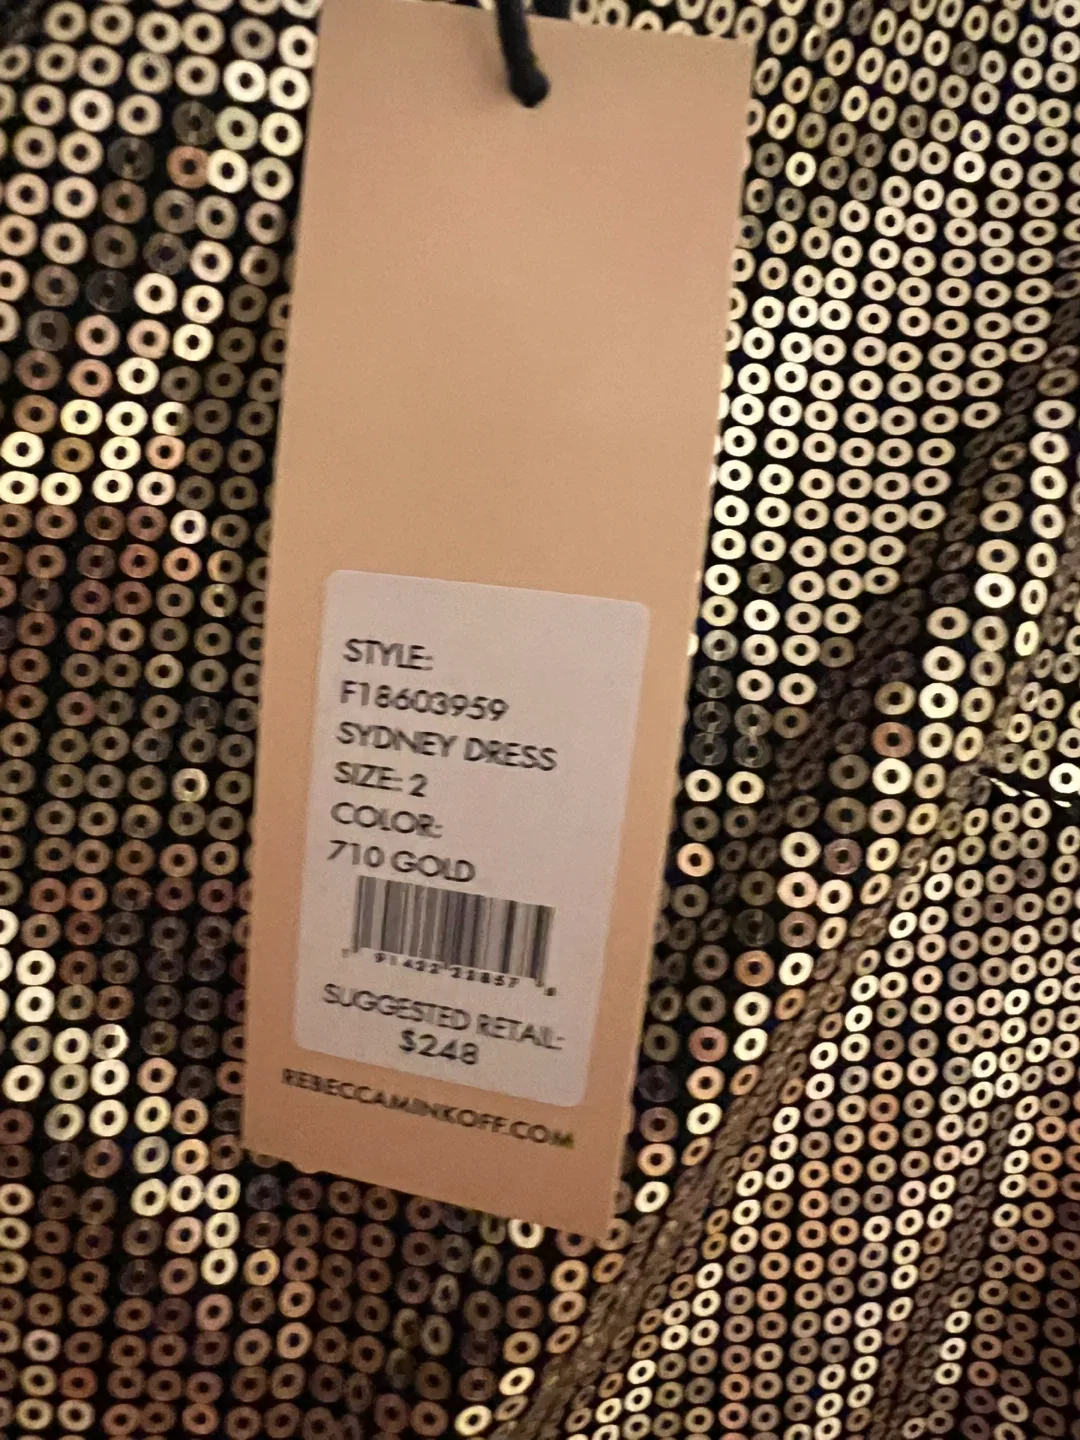 STYLE:
F18603959
SYDNEY DRESS
SIZE: 2
COLOR:
710 GOLD
SUGGESTED RETAIL:
$248
REBECCAMINKOFF.COM